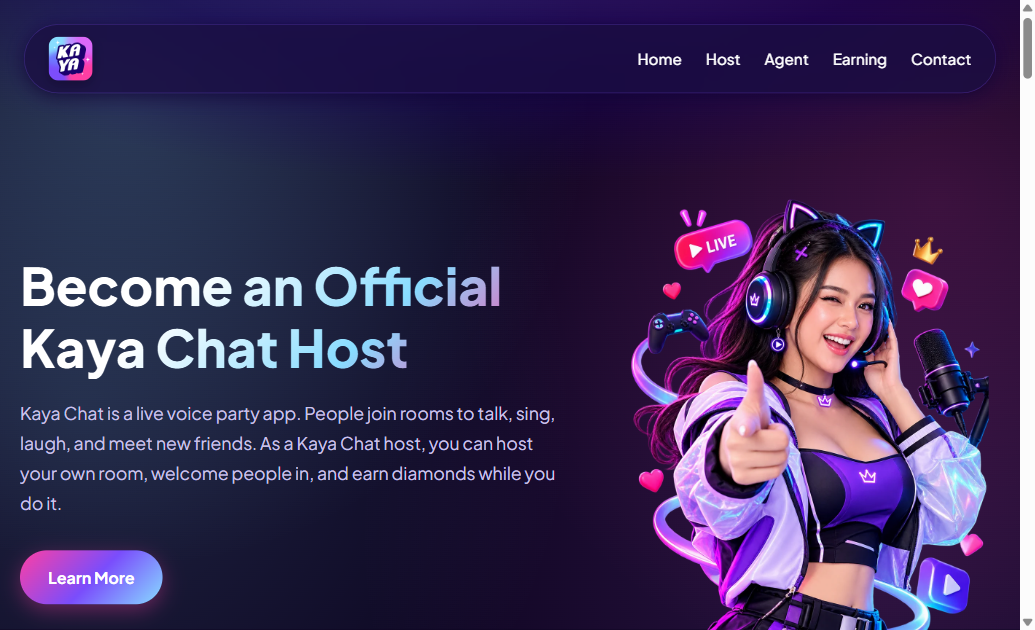 KA
YA
Home
Host
Agent
Earning
Contact
LIVE
Become an Official
Kaya Chat Host
Kaya Chat is a live voice party app. People join rooms to talk, sing,
laugh, and meet new friends. As a Kaya Chat host, you can host
your own room, welcome people in, and earn diamonds while you
do it.
Learn More